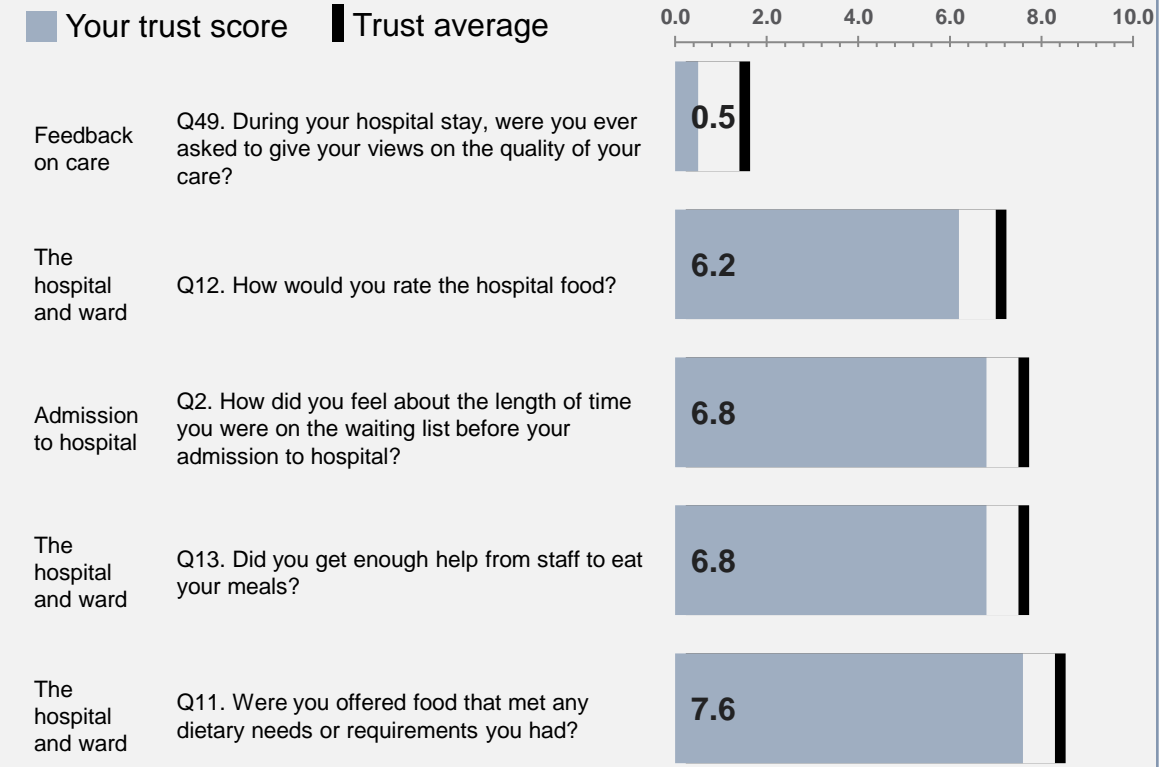 Your trust score Trust average
0.0 2.0 4.0 6.0 8.0 10.0
Feedback
on care
Q49. During your hospital stay, were you ever
asked to give your views on the quality of your
care?
0.5
The
hospital
and ward
Q12. How would you rate the hospital food?
6.2
Admission
to hospital
Q2. How did you feel about the length of time
you were on the waiting list before your
admission to hospital?
6.8
The
hospital
and ward
Q13. Did you get enough help from staff to eat
your meals?
6.8
The
hospital
and ward
Q11. Were you offered food that met any
dietary needs or requirements you had?
7.6